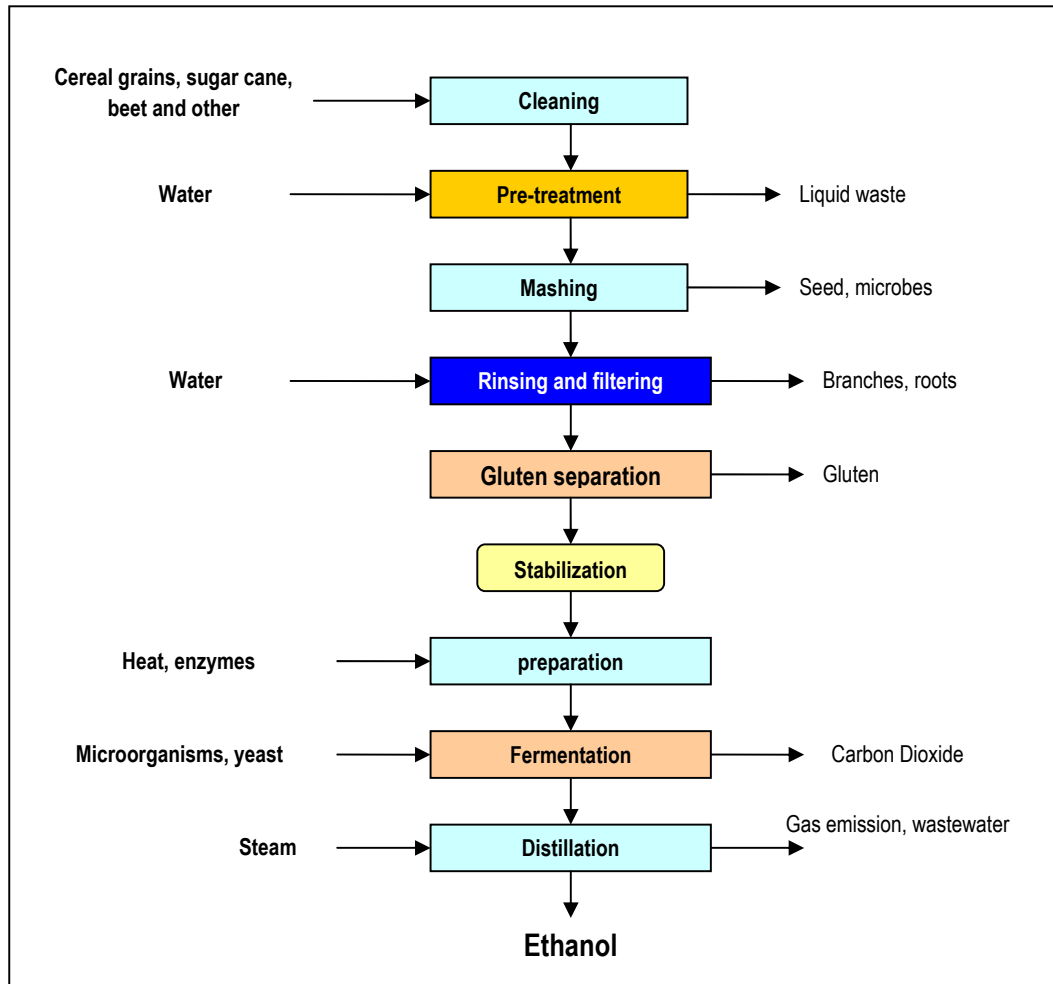 Cereal grains, sugar cane,
beet and other
Cleaning
Water
Pre-treatment
Liquid waste
Mashing
Seed, microbes
Water
Rinsing and filtering
Branches, roots
Gluten separation
Gluten
Stabilization
Heat, enzymes
preparation
Microorganisms, yeast
Fermentation
Carbon Dioxide
Steam
Distillation
Gas emission, wastewater
Ethanol